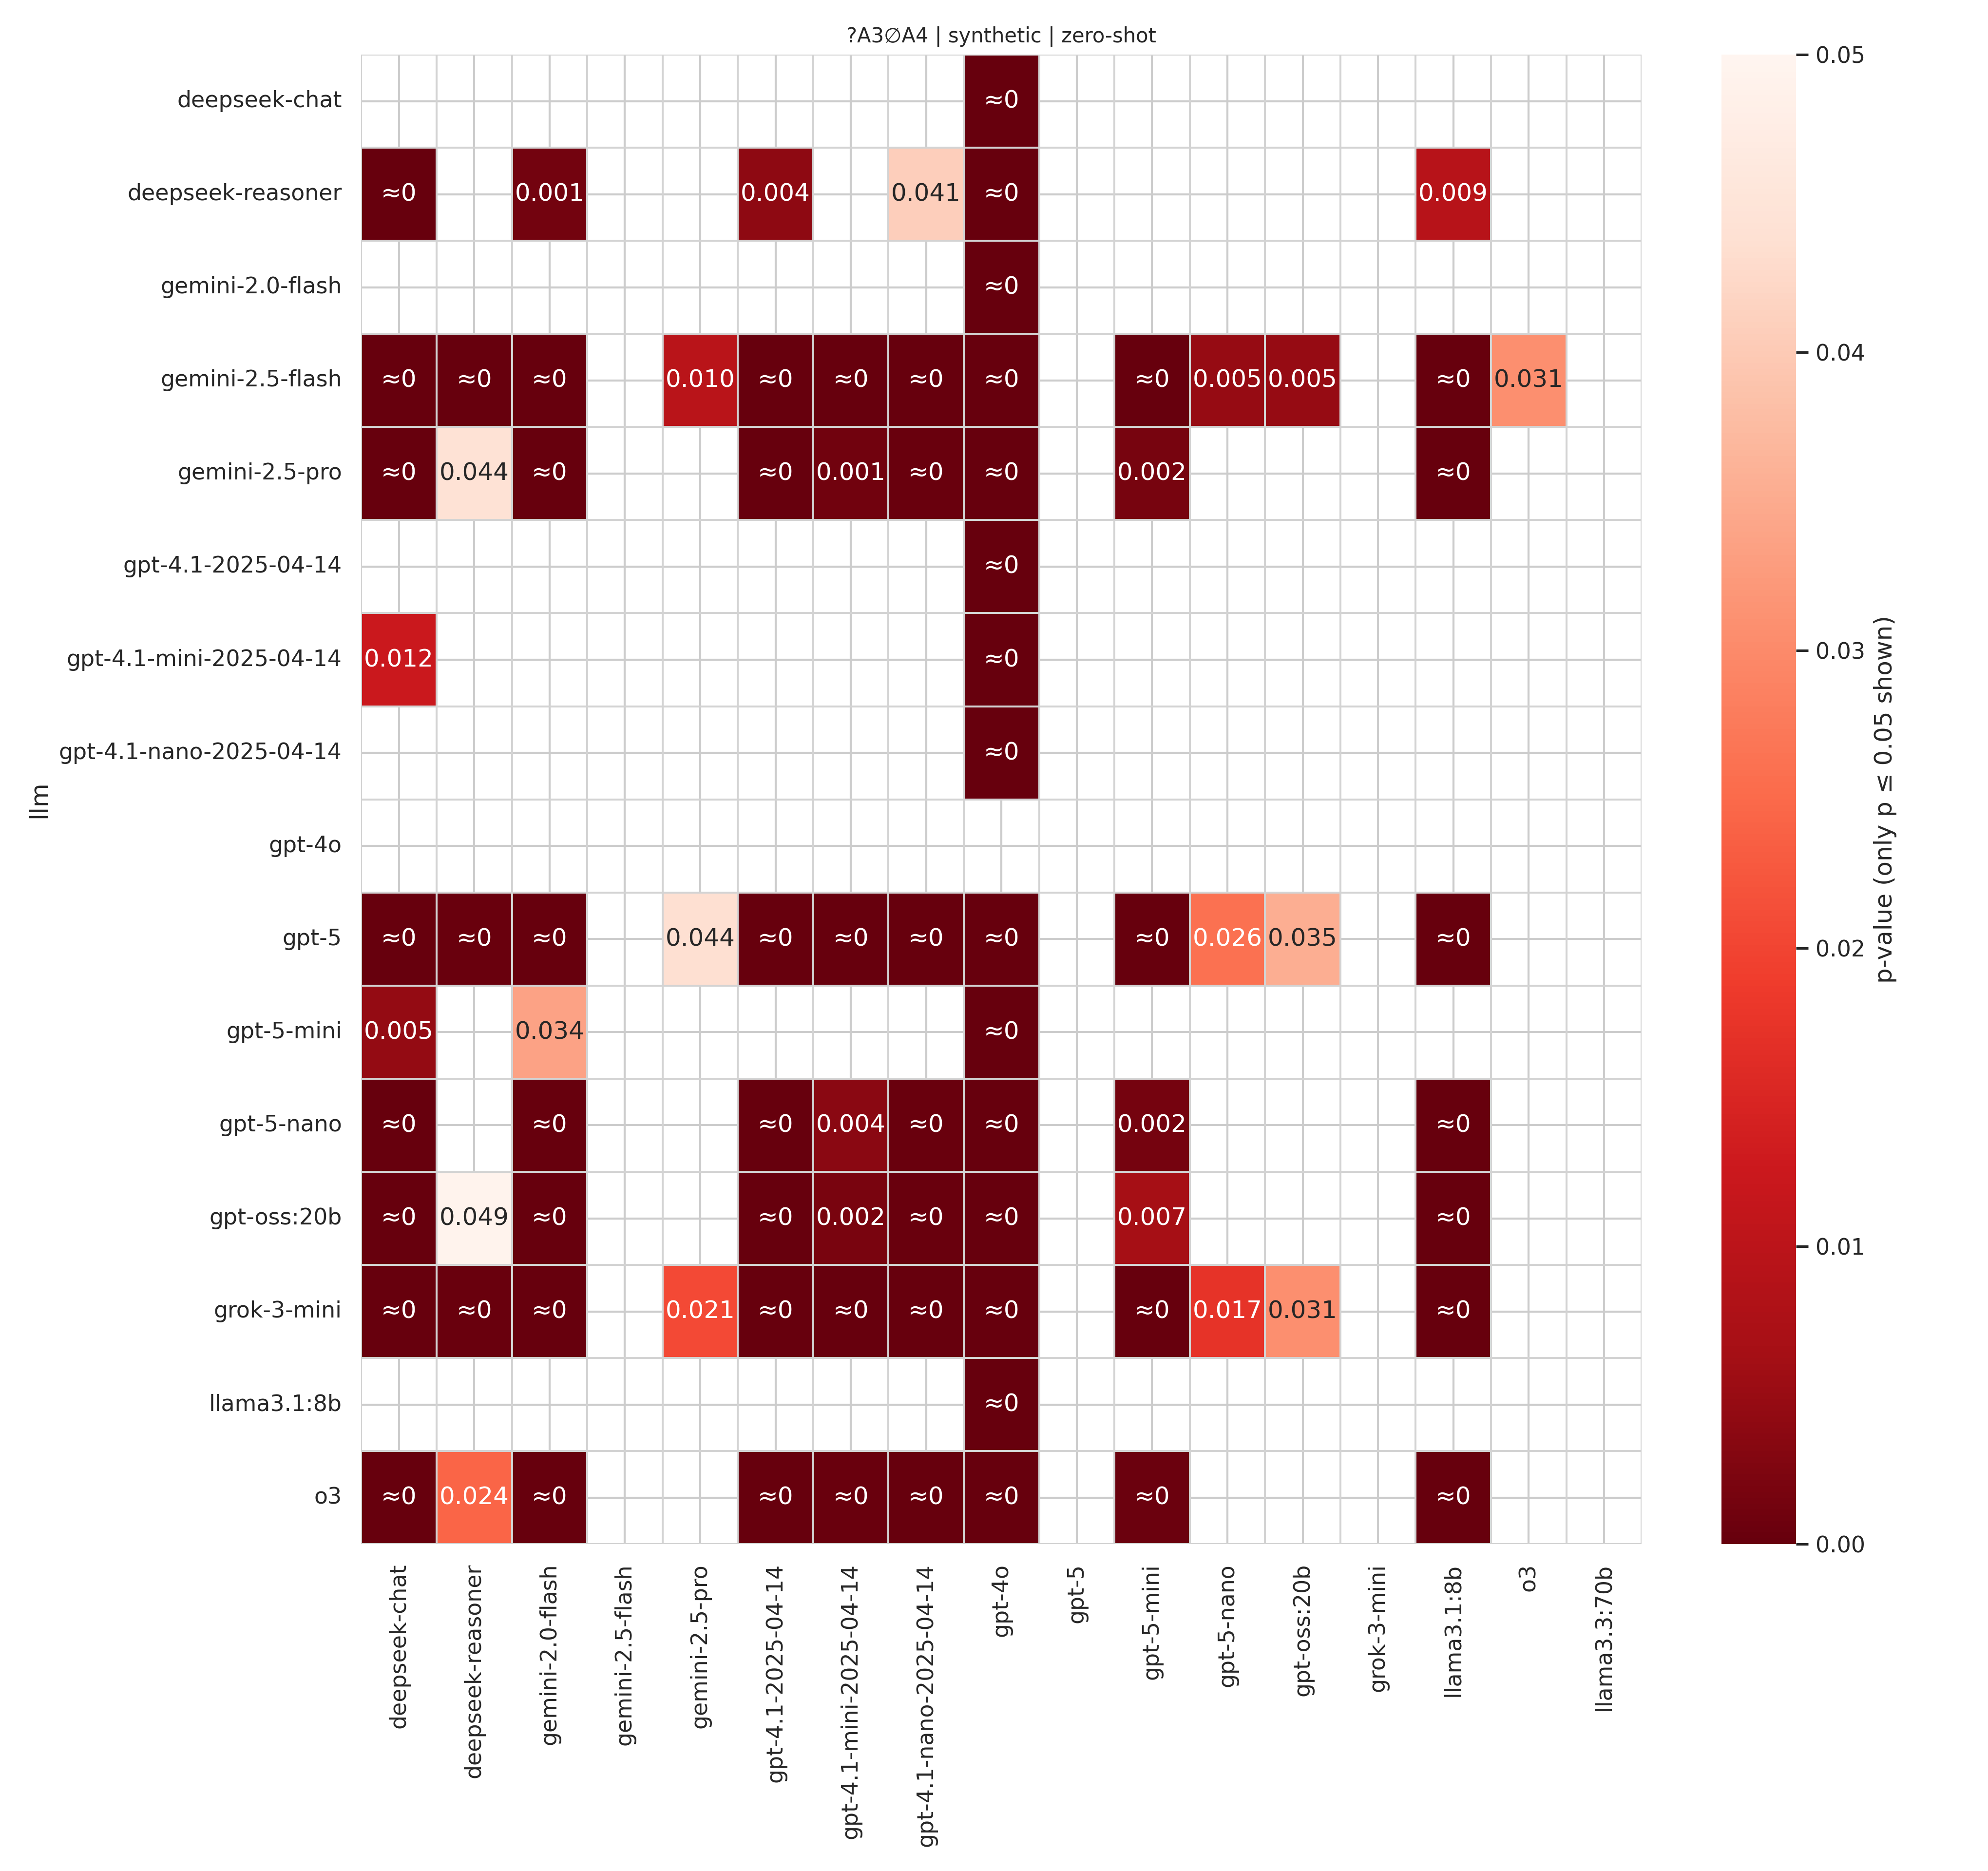 ?A3∅A4 | synthetic | zero-shot
deepseek-chat ≈0
deepseek-reasoner ≈0 0.001 0.004 0.041 ≈0 0.009
gemini-2.0-flash ≈0
gemini-2.5-flash ≈0 ≈0 ≈0 0.010 ≈0 ≈0 ≈0 ≈0 ≈0 0.005 0.005 ≈0 0.031
gemini-2.5-pro ≈0 0.044 ≈0 ≈0 0.001 ≈0 ≈0 0.002 ≈0
gpt-4.1-2025-04-14 ≈0
gpt-4.1-mini-2025-04-14 0.012 ≈0
gpt-4.1-nano-2025-04-14 ≈0
gpt-4o
gpt-5 ≈0 ≈0 ≈0 0.044 ≈0 ≈0 ≈0 ≈0 ≈0 0.026 0.035 ≈0
gpt-5-mini 0.005 0.034 ≈0
gpt-5-nano ≈0 ≈0 ≈0 0.004 ≈0 ≈0 0.002 ≈0
gpt-oss:20b ≈0 0.049 ≈0 ≈0 0.002 ≈0 ≈0 0.007 ≈0
grok-3-mini ≈0 ≈0 ≈0 0.021 ≈0 ≈0 ≈0 ≈0 ≈0 0.017 0.031 ≈0
llama3.1:8b ≈0
o3 ≈0 0.024 ≈0 ≈0 ≈0 ≈0 ≈0 ≈0 ≈0
llm
deepseek-chat
deepseek-reasoner
gemini-2.0-flash
gemini-2.5-flash
gemini-2.5-pro
gpt-4.1-2025-04-14
gpt-4.1-mini-2025-04-14
gpt-4.1-nano-2025-04-14
gpt-4o
gpt-5
gpt-5-mini
gpt-5-nano
gpt-oss:20b
grok-3-mini
llama3.1:8b
o3
llama3.3:70b
0.05
0.04
0.03
0.02
0.01
0.00
p-value (only p ≤ 0.05 shown)